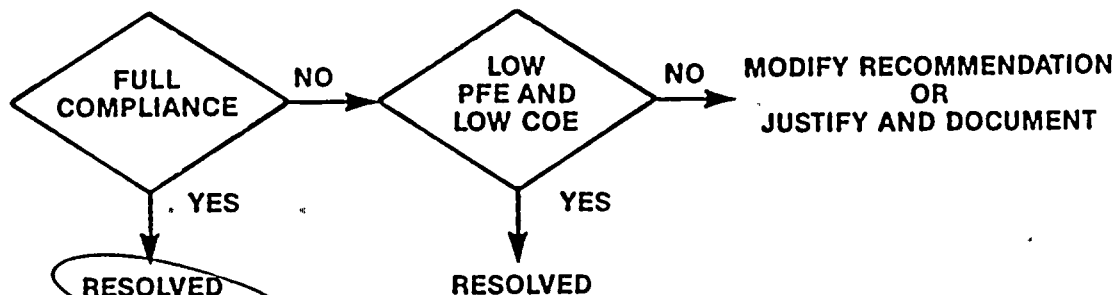 FULL
COMPLIANCE
NO
LOW
PFE AND
LOW COE
NO
MODIFY RECOMMENDATION
OR
JUSTIFY AND DOCUMENT
YES
YES
RESOLVED
RESOLVED